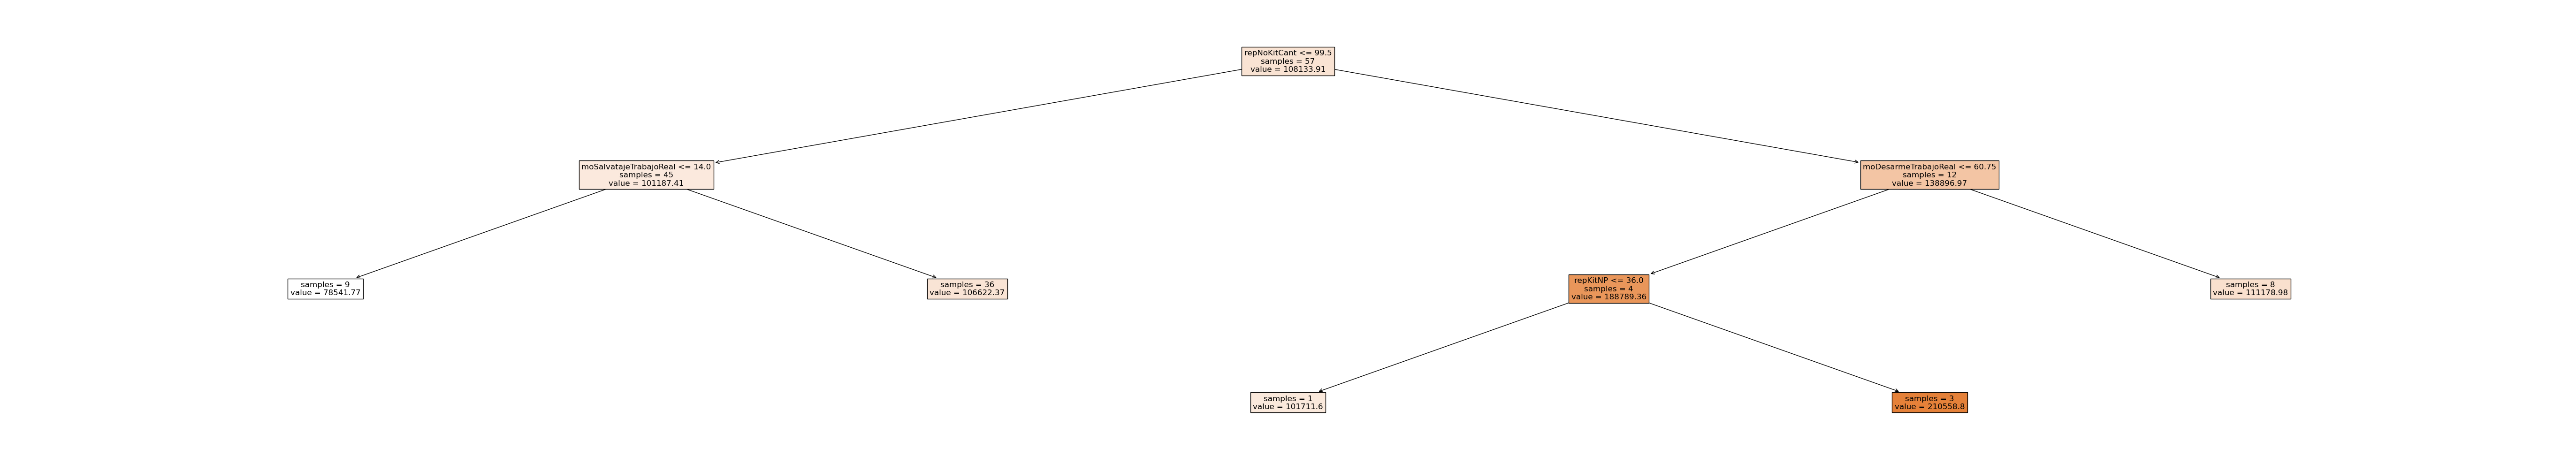 repNoKitCant <= 99.5
samples = 57
value = 108133.91
moSalvatajeTrabajoReal <= 14.0
samples = 45
value = 101187.41
moDesarmeTrabajoReal <= 60.75
samples = 12
value = 138896.97
samples = 9
value = 78541.77
samples = 36
value = 106622.37
repKitNP <= 36.0
samples = 4
value = 188789.36
samples = 8
value = 111178.98
samples = 1
value = 101711.6
samples = 3
value = 210558.8